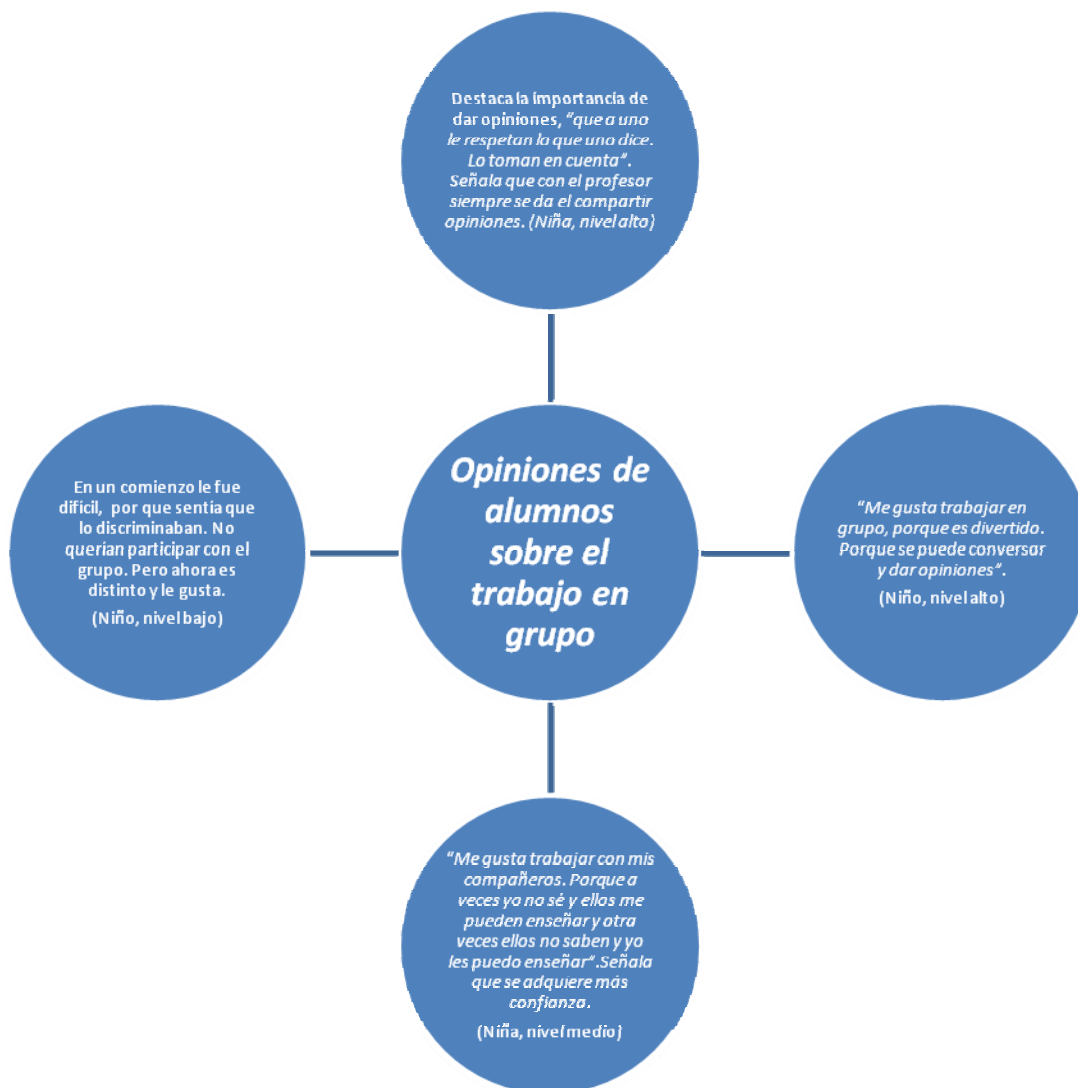 Destaca la importancia de
dar opiniones, "que a uno
le respetan lo que uno dice.
Lo toman en cuenta".
Señala que con el profesor
siempre se da el compartir
opiniones. (Niña, nivel alto)
En un comienzo le fue
difícil,  por que sentía que
lo discriminaban. No
querían participar con el
grupo. Pero ahora es
distinto y le gusta.
(Niño, nivel bajo)
Opiniones de
alumnos
sobre el
trabajo en
grupo
"Me gusta trabajar en
grupo, porque es divertido.
Porque se puede conversar
y dar opiniones".
(Niño, nivel alto)
"Me gusta trabajar con mis
compañeros. Porque a
veces yo no sé y ellos me
pueden enseñar y otra
veces ellos no saben y yo
les puedo enseñar".Señala
que se adquiere más
confianza.
(Niña, nivel medio)